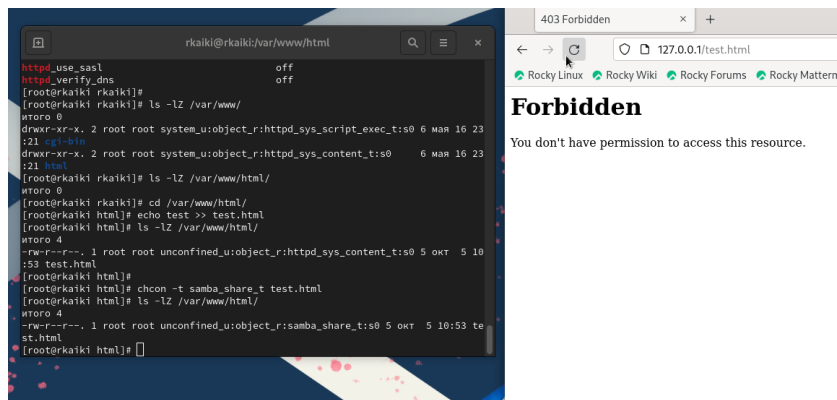 rkaiki@rkaiki:/var/www/html
httpd_use_sasl off
httpd_verify_dns off
[root@rkaiki rkaiki]#
[root@rkaiki rkaiki]# ls -lZ /var/www/
итого 0
drwxr-xr-x. 2 root root system_u:object_r:httpd_sys_script_exec_t:s0 6 мая 16 23
:21 cgi-bin
drwxr-xr-x. 2 root root system_u:object_r:httpd_sys_content_t:s0 6 мая 16 23
:21 html
[root@rkaiki rkaiki]# ls -lZ /var/www/html/
итого 0
[root@rkaiki rkaiki]# cd /var/www/html/
[root@rkaiki html]# echo test >> test.html
[root@rkaiki html]# ls -lZ /var/www/html/
итого 4
-rw-r--r--. 1 root root unconfined_u:object_r:httpd_sys_content_t:s0 5 окт 5 10
:53 test.html
[root@rkaiki html]#
[root@rkaiki html]# chcon -t samba_share_t test.html
[root@rkaiki html]# ls -lZ /var/www/html/
итого 4
-rw-r--r--. 1 root root unconfined_u:object_r:samba_share_t:s0 5 окт 5 10:53 te
st.html
[root@rkaiki html]#
403 Forbidden
127.0.0.1/test.html
Rocky Linux Rocky Wiki Rocky Forums Rocky Mattern
Forbidden
You don't have permission to access this resource.